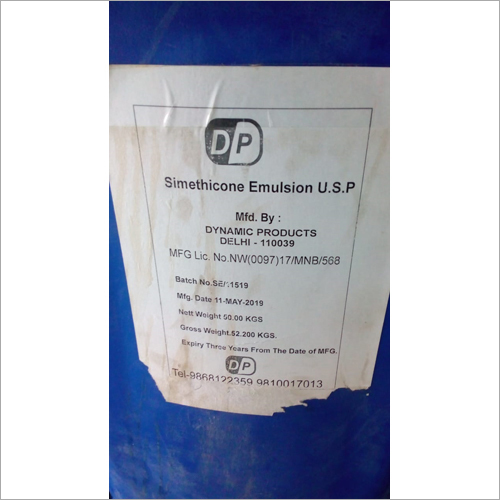 DP
Simethicone Emulsion U.S.P
Mfd. By :
DYNAMIC PRODUCTS
DELHI - 110039
MFG Lic. No.NW(0097)17/MNB/568
Batch No.
Mfg. Date 11-MAY-2019
Nett Weight 50.00 KGS
Gross Weight.52.200 KGS.
Expiry Three Years From The Date of MFG.
DP
Tel-9868122359 9810017013